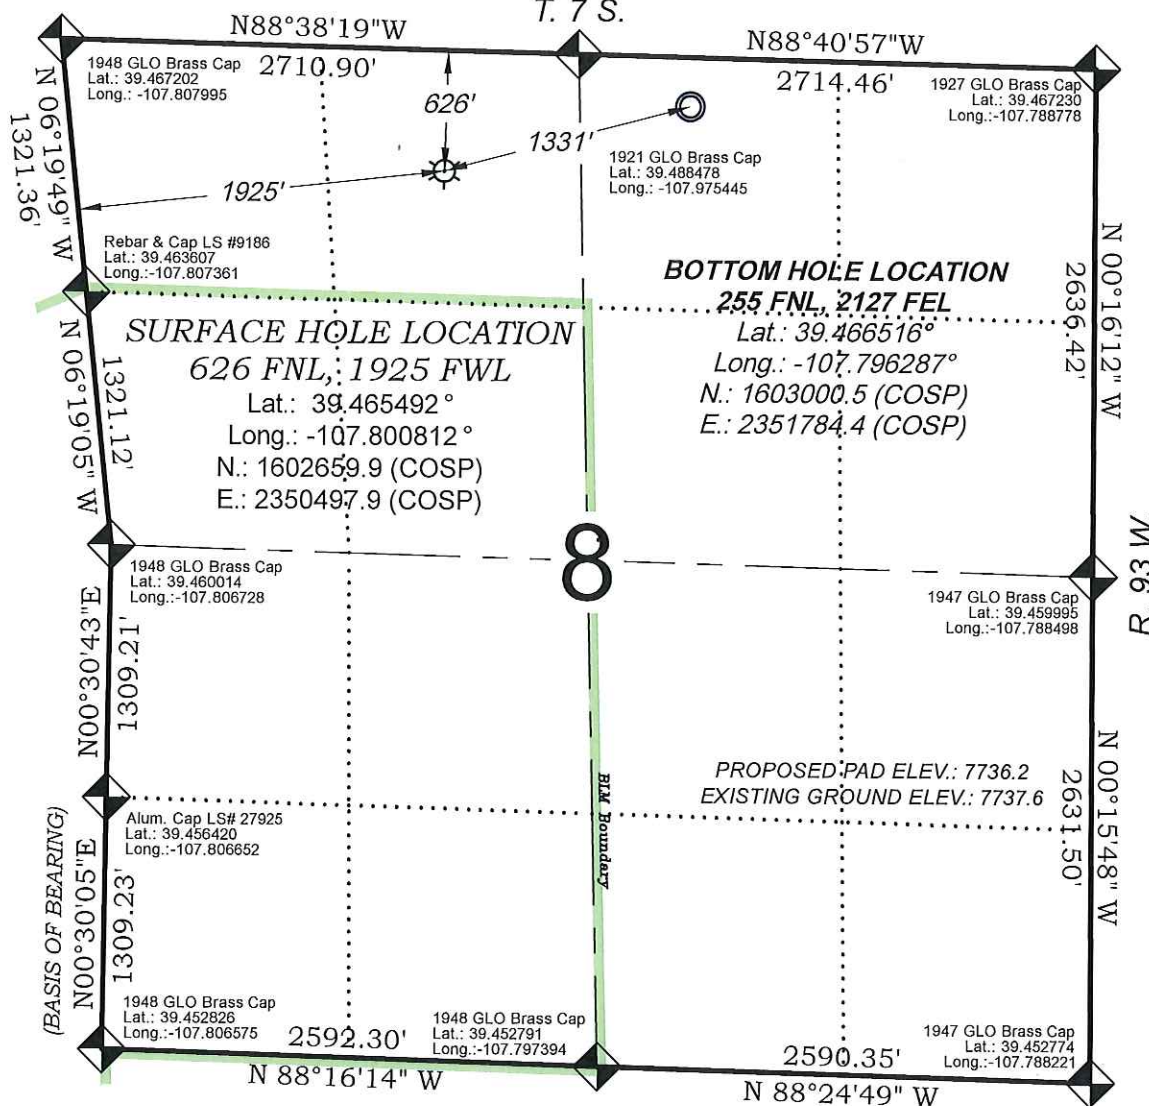 T. 7 S.
N88°38'19"W
N88°40'57"W
1948 GLO Brass Cap
Lat.: 39.467202
Long.: -107.807995
2710.90'
2714.46'
1927 GLO Brass Cap
Lat.: 39.467230
Long.:-107.788778
626'
1331'
1925'
N 06°19'49" W
1321.36'
1921 GLO Brass Cap
Lat.: 39.488478
Long.: -107.975445
Rebar & Cap LS #9186
Lat.: 39.463607
Long.:-107.807361
SURFACE HOLE LOCATION
626 FNL, 1925 FWL
Lat.: 39.465492°
Long.: -107.800812°
N.: 1602659.9 (COSP)
E.: 2350497.9 (COSP)
BOTTOM HOLE LOCATION
255 FNL, 2127 FEL
Lat.: 39.466516°
Long.: -107.796287°
N.: 1603000.5 (COSP)
E.: 2351784.4 (COSP)
N 00°16'12" W
2636.42'
N 06°19'05" W
1321.12'
8
R. 93 W
1948 GLO Brass Cap
Lat.: 39.460014
Long.:-107.806728
1947 GLO Brass Cap
Lat.: 39.459995
Long.:-107.788498
N00°30'43"E
1309.21'
PROPOSED PAD ELEV.: 7736.2
EXISTING GROUND ELEV.: 7737.6
BLM Boundary
N 00°15'48" W
2631.50'
Alum. Cap LS# 27925
Lat.: 39.456420
Long.:-107.806652
(BASIS OF BEARING)
N00°30'05"E
1309.23'
1948 GLO Brass Cap
Lat.: 39.452826
Long.:-107.806575
2592.30'
N 88°16'14" W
1948 GLO Brass Cap
Lat.: 39.452791
Long.:-107.797394
2590.35'
N 88°24'49" W
1947 GLO Brass Cap
Lat.: 39.452774
Long.:-107.788221